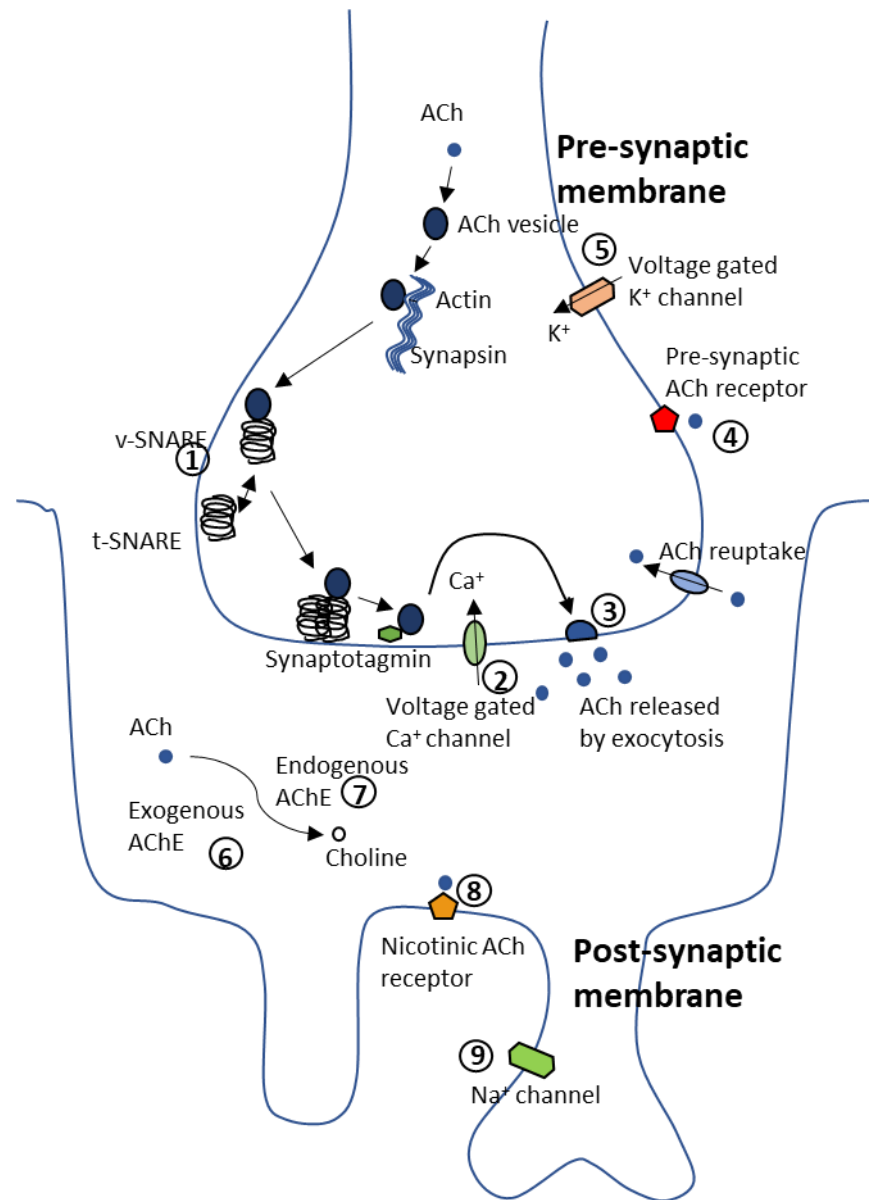 ACh
Pre-synaptic
membrane
ACh vesicle
5
Voltage gated
K⁺ channel
Actin
K⁺
Synapsin
Pre-synaptic
ACh receptor
4
v-SNARE
1
t-SNARE
ACh reuptake
Ca⁺
3
Synaptotagmin
2
Voltage gated
Ca⁺ channel
ACh released
by exocytosis
ACh
Endogenous
AChE
7
Exogenous
AChE
6
Choline
8
Nicotinic ACh
receptor
Post-synaptic
membrane
9
Na⁺ channel